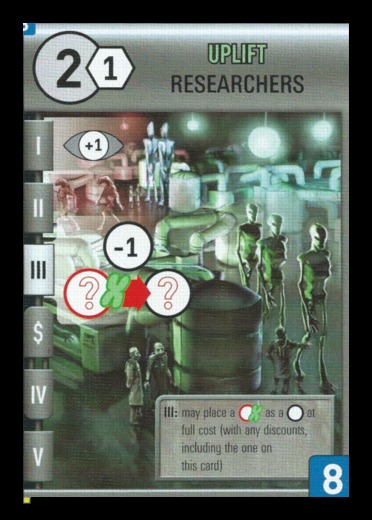 2 1
UPLIFT
RESEARCHERS
I
+1
II
-1
III
? ?
$
IV
V
III: may place a as a at
full cost (with any discounts,
including the one on
this card)
8